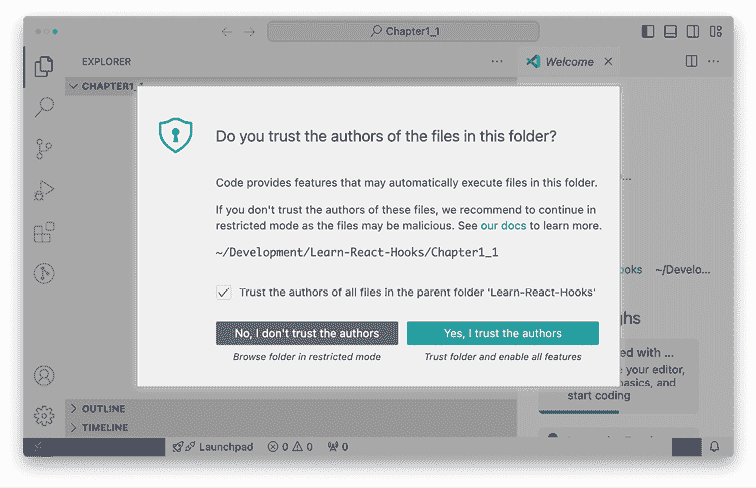 Chapter1_1
EXPLORER
Welcome
CHAPTER1_1
Do you trust the authors of the files in this folder?
Code provides features that may automatically execute files in this folder.
If you don't trust the authors of these files, we recommend to continue in
restricted mode as the files may be malicious. See our docs to learn more.
~/Development/Learn-React-Hooks/Chapter1_1
ooks ~/Develo...
Trust the authors of all files in the parent folder 'Learn-React-Hooks'
ghs
No, I don't trust the authors
Yes, I trust the authors
Browse folder in restricted mode
Trust folder and enable all features
ed with ...
your editor,
asics, and
start coding
OUTLINE
TIMELINE
Launchpad 0 0 0